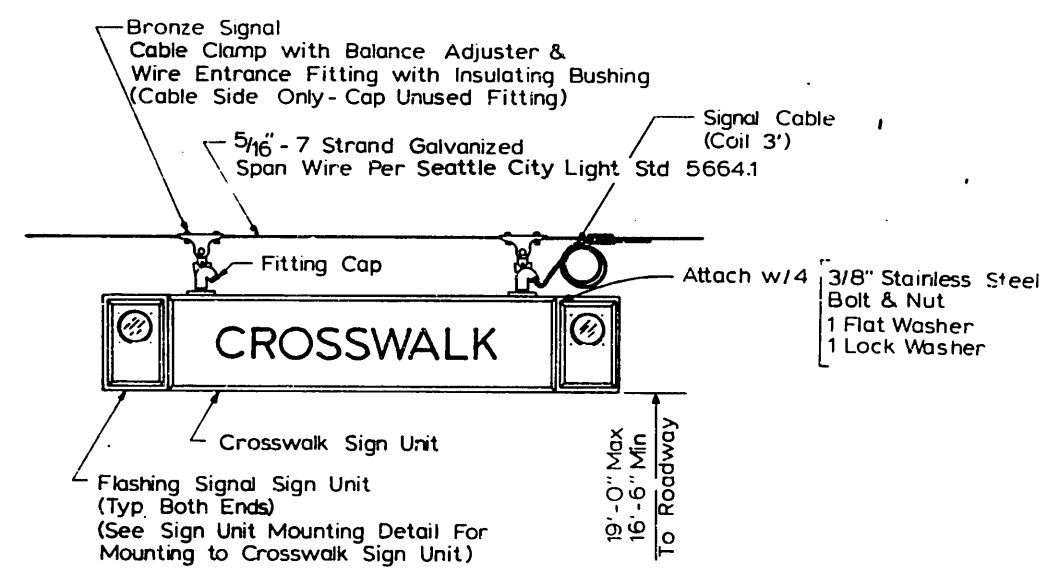 Bronze Signal
Cable Clamp with Balance Adjuster &
Wire Entrance Fitting with Insulating Bushing
(Cable Side Only - Cap Unused Fitting)
Signal Cable
(Coil 3')
5/16" - 7 Strand Galvanized
Span Wire Per Seattle City Light Std 5664.1
Fitting Cap
Attach w/4
3/8" Stainless Steel
Bolt & Nut
1 Flat Washer
1 Lock Washer
CROSSWALK
Crosswalk Sign Unit
Flashing Signal Sign Unit
(Typ. Both Ends)
(See Sign Unit Mounting Detail For
Mounting to Crosswalk Sign Unit)
19'-0" Max
16'-6" Min
To Roadway